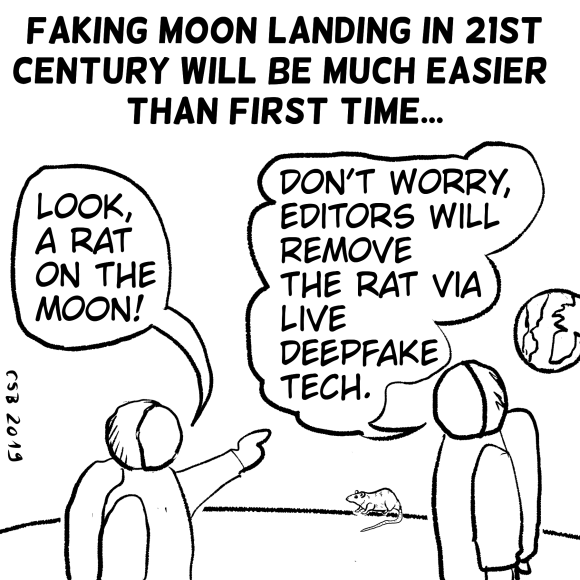 FAKING MOON LANDING IN 21ST
CENTURY WILL BE MUCH EASIER
THAN FIRST TIME...
LOOK,
A RAT
ON THE
MOON!
DON'T WORRY,
EDITORS WILL
REMOVE
THE RAT VIA
LIVE
DEEPFAKE
TECH.
CSB 2019